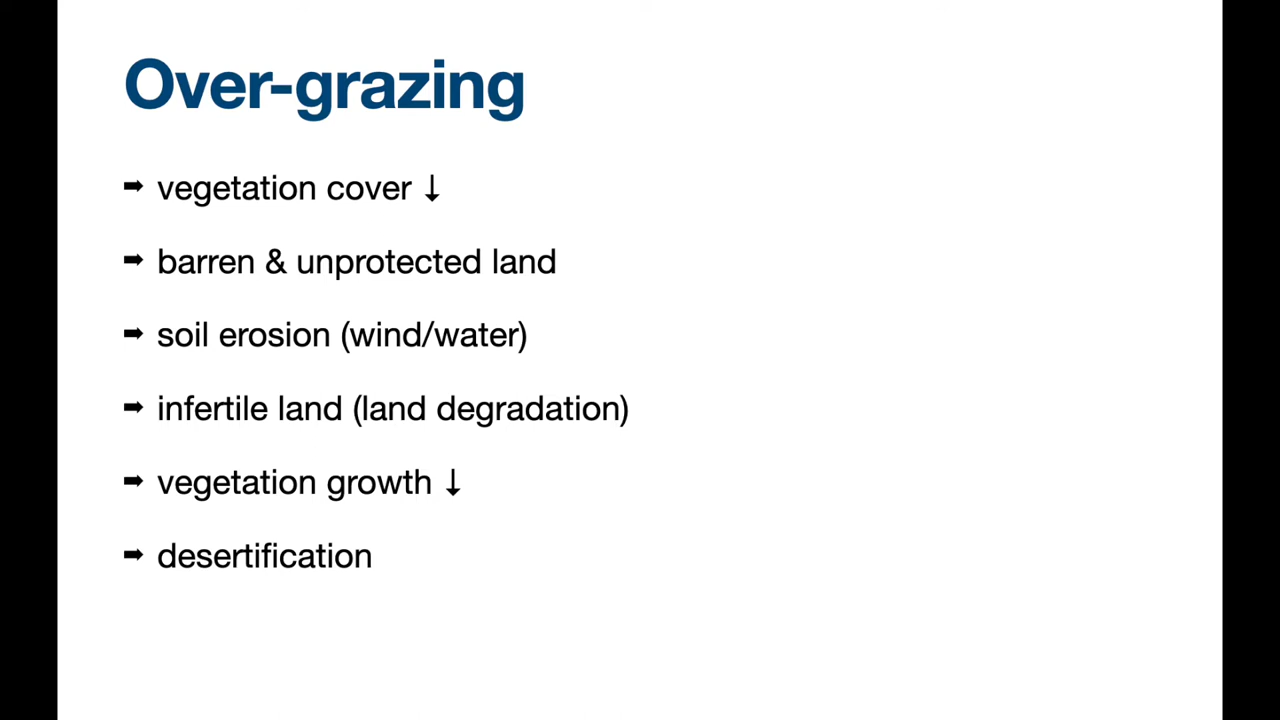 Over-grazing
➡ vegetation cover ↓
➡ barren & unprotected land
➡ soil erosion (wind/water)
➡ infertile land (land degradation)
➡ vegetation growth ↓
➡ desertification